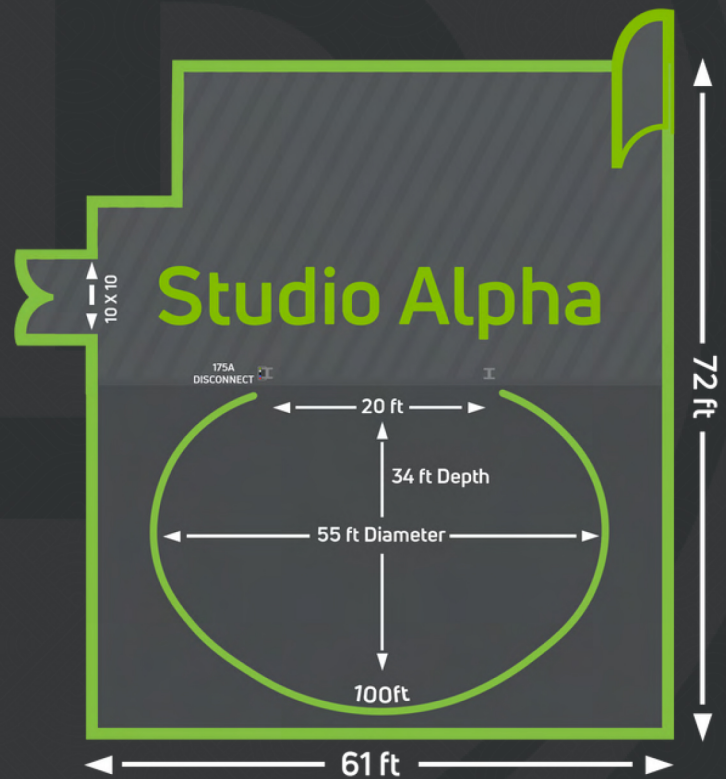 10 X 10
Studio Alpha
175A
DISCONNECT
20 ft
34 ft Depth
72 ft
55 ft Diameter
100ft
61 ft